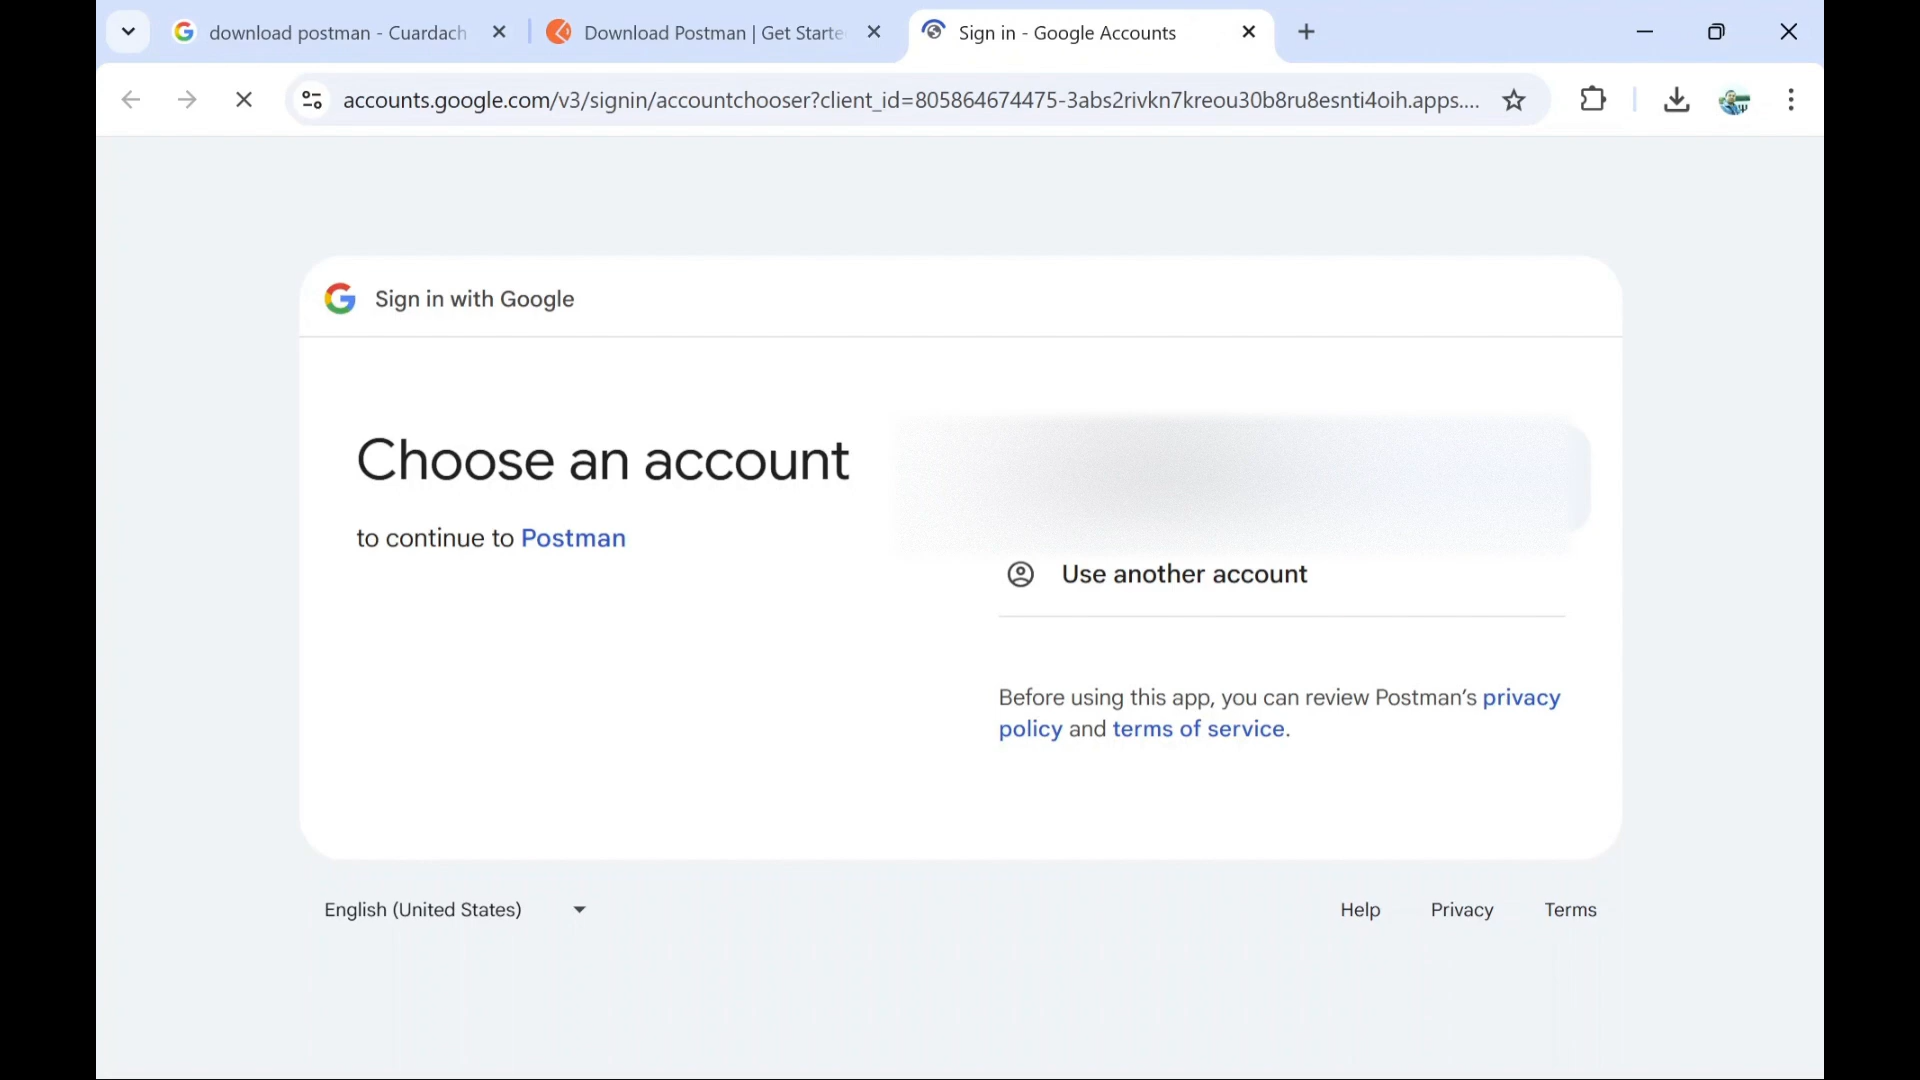 download postman - Cuardach
Download Postman | Get Starte
Sign in - Google Accounts
accounts.google.com/v3/signin/accountchooser?client_id=805864674475-3abs2rivkn7kreou30b8ru8esnti4oih.apps....
Sign in with Google
Choose an account
to continue to Postman
Use another account
Before using this app, you can review Postman’s privacy
policy and terms of service.
English (United States)
Help
Privacy
Terms